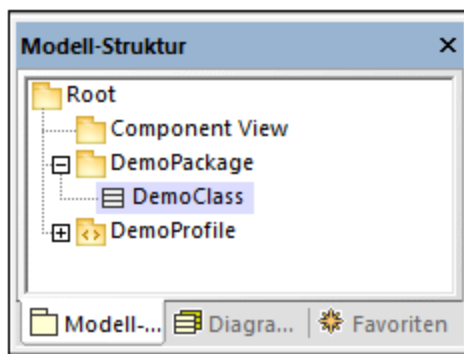 Modell-Struktur
Root
Component View
DemoPackage
DemoClass
DemoProfile
Modell-... Diagra... Favoriten